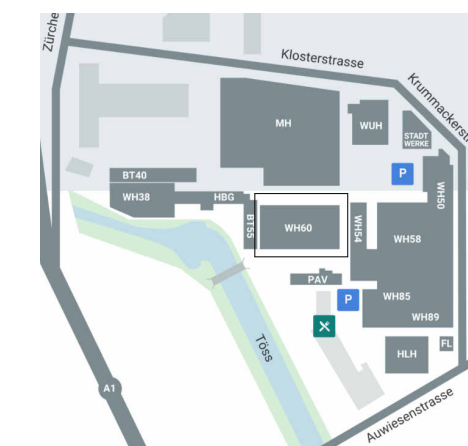 Zürche
Klosterstrasse
Krummackerstr
MH
WUH
STADT
WERKE
P
BT40
WH38
HBG
BT55
WH60
WH54
WH50
WH58
PAV
WH85
P
WH89
Töss
HLH
FL
A1
Auwiesenstrasse